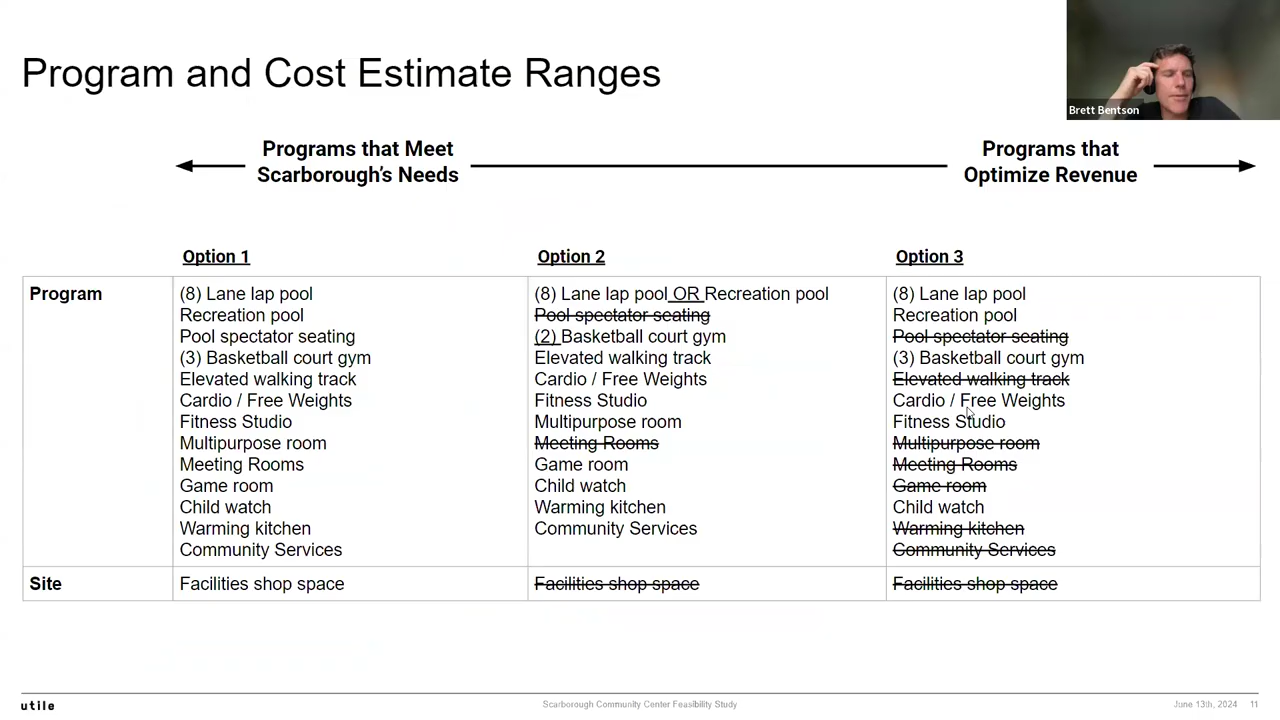 Program and Cost Estimate Ranges
Brett Bentson
Programs that Meet
Scarborough's Needs
Programs that
Optimize Revenue
Option 1
Option 2
Option 3
Program
(8) Lane lap pool
Recreation pool
Pool spectator seating
(3) Basketball court gym
Elevated walking track
Cardio / Free Weights
Fitness Studio
Multipurpose room
Meeting Rooms
Game room
Child watch
Warming kitchen
Community Services
(8) Lane lap pool OR Recreation pool
Pool spectator seating
(2) Basketball court gym
Elevated walking track
Cardio / Free Weights
Fitness Studio
Multipurpose room
Meeting Rooms
Game room
Child watch
Warming kitchen
Community Services
(8) Lane lap pool
Recreation pool
Pool spectator seating
(3) Basketball court gym
Elevated walking track
Cardio / Free Weights
Fitness Studio
Multipurpose room
Meeting Rooms
Game room
Child watch
Warming kitchen
Community Services
Site
Facilities shop space
Facilities shop space
Facilities shop space
utile
Scarborough Community Center Feasibility Study
June 13th, 2024
11